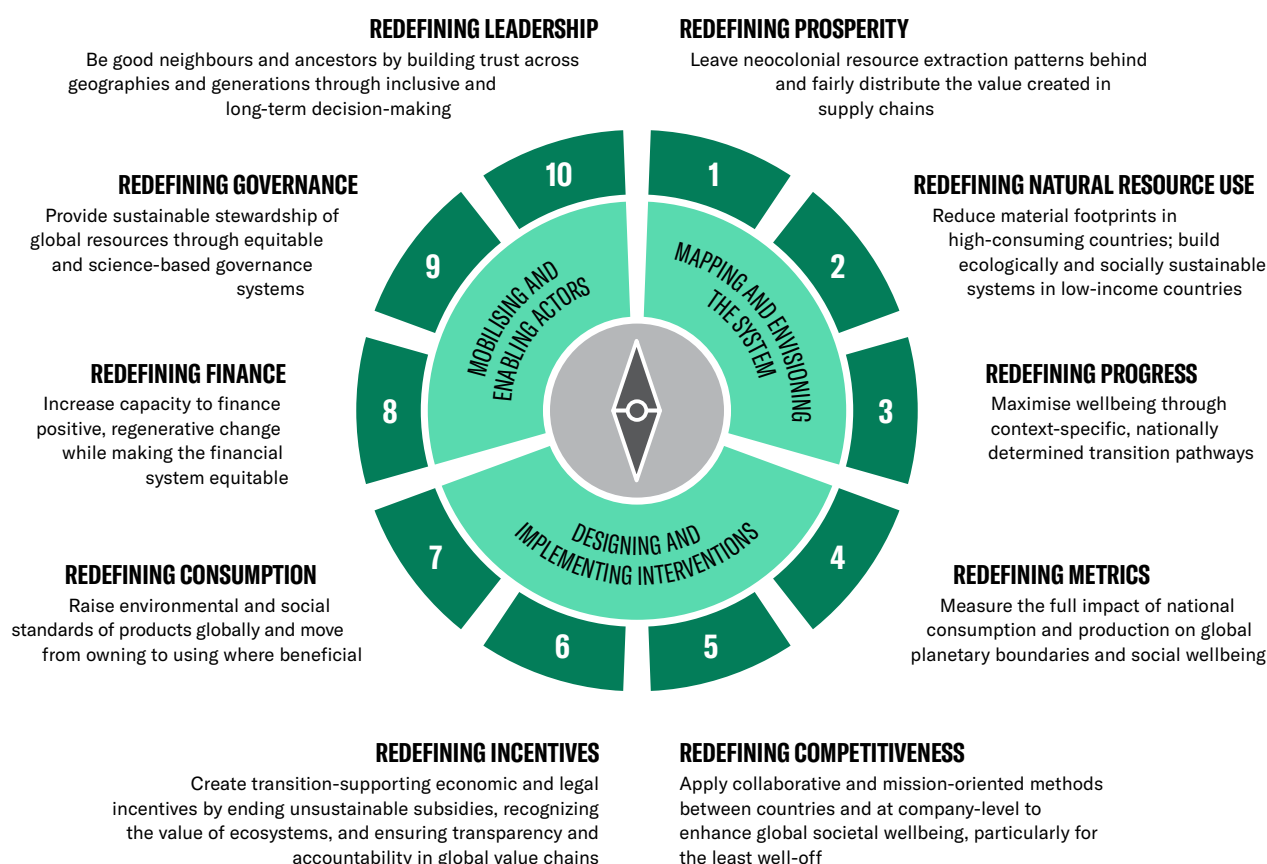 REDEFINING LEADERSHIP
Be good neighbours and ancestors by building trust across
geographies and generations through inclusive and
long-term decision-making
REDEFINING PROSPERITY
Leave neocolonial resource extraction patterns behind
and fairly distribute the value created in
supply chains
REDEFINING GOVERNANCE
Provide sustainable stewardship of
global resources through equitable
and science-based governance
systems
REDEFINING NATURAL RESOURCE USE
Reduce material footprints in
high-consuming countries; build
ecologically and socially sustainable
systems in low-income countries
REDEFINING FINANCE
Increase capacity to finance
positive, regenerative change
while making the financial
system equitable
REDEFINING PROGRESS
Maximise wellbeing through
context-specific, nationally
determined transition pathways
REDEFINING CONSUMPTION
Raise environmental and social
standards of products globally and move
from owning to using where beneficial
REDEFINING METRICS
Measure the full impact of national
consumption and production on global
planetary boundaries and social wellbeing
REDEFINING INCENTIVES
Create transition-supporting economic and legal
incentives by ending unsustainable subsidies, recognizing
the value of ecosystems, and ensuring transparency and
accountability in global value chains
REDEFINING COMPETITIVENESS
Apply collaborative and mission-oriented methods
between countries and at company-level to
enhance global societal wellbeing, particularly for
the least well-off
10
1
9
2
8
3
7
4
6
5
MOBILISING AND
ENABLING ACTORS
MAPPING AND ENVISIONING
THE SYSTEM
DESIGNING AND
IMPLEMENTING INTERVENTIONS